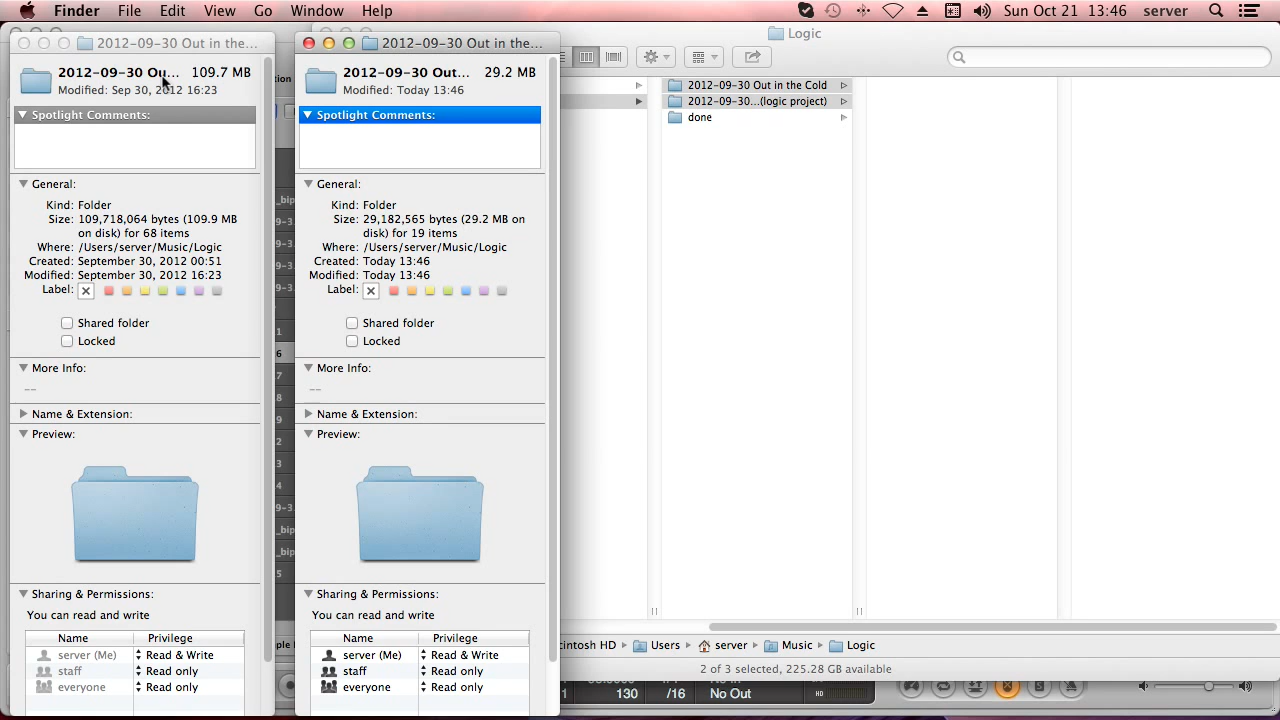 Finder File Edit View Go Window Help Sun Oct 21 13:46 server
2012-09-30 Out in the...
2012-09-30 Ou... 109.7 MB
Modified: Sep 30, 2012 16:23
Spotlight Comments:
General:
Kind: Folder
Size: 109,718,064 bytes (109.9 MB
on disk) for 68 items
Where: /Users/server/Music/Logic
Created: September 30, 2012 00:51
Modified: September 30, 2012 16:23
Label:
Shared folder
Locked
More Info:
--
Name & Extension:
Preview:
Sharing & Permissions:
You can read and write
Name Privilege
server (Me) Read & Write
staff Read only
everyone Read only
2012-09-30 Out in the...
2012-09-30 Out... 29.2 MB
Modified: Today 13:46
Spotlight Comments:
General:
Kind: Folder
Size: 29,182,565 bytes (29.2 MB on
disk) for 19 items
Where: /Users/server/Music/Logic
Created: Today 13:46
Modified: Today 13:46
Label:
Shared folder
Locked
More Info:
--
Name & Extension:
Preview:
Sharing & Permissions:
You can read and write
Name Privilege
server (Me) Read & Write
staff Read only
everyone Read only
Logic
2012-09-30 Out in the Cold
2012-09-30...(logic project)
done
cintosh HD Users server Music Logic
2 of 3 selected, 225.28 GB available
130 /16 No Out HD